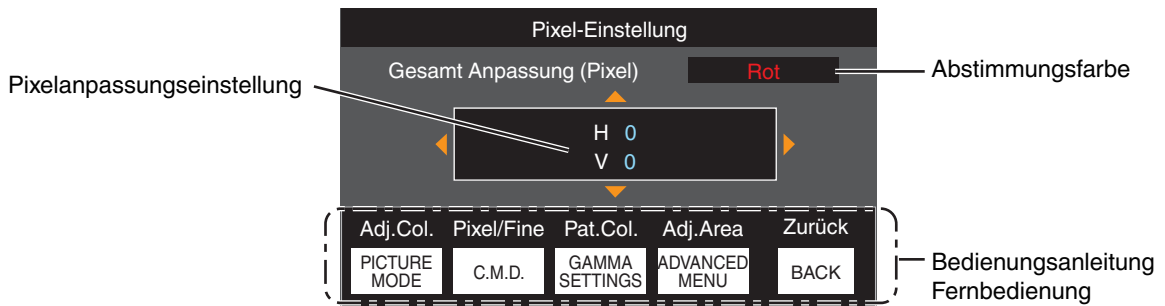 Pixel-Einstellung
Gesamt Anpassung (Pixel) Rot
Abstimmungsfarbe
Pixelanpassungseinstellung
H 0
V 0
Adj.Col. Pixel/Fine Pat.Col. Adj.Area Zurück
PICTURE MODE C.M.D. GAMMA SETTINGS ADVANCED MENU BACK
Bedienungsanleitung
Fernbedienung